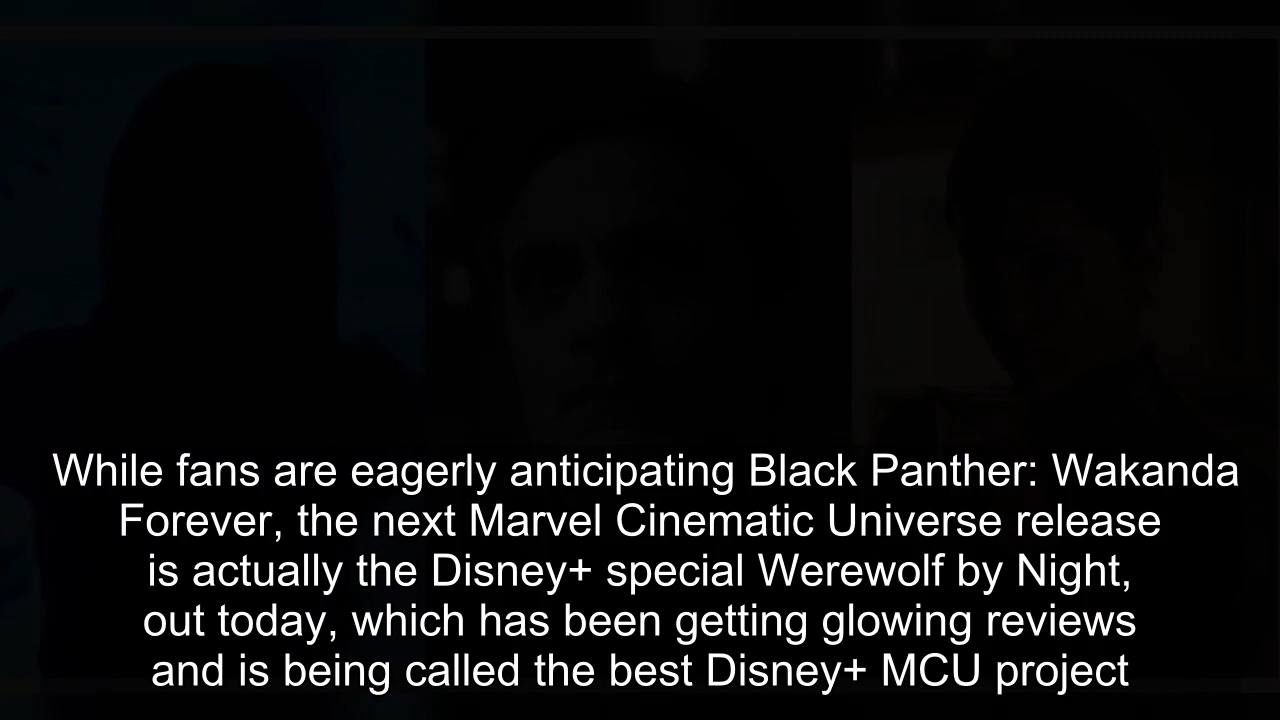 While fans are eagerly anticipating Black Panther: Wakanda
Forever, the next Marvel Cinematic Universe release
is actually the Disney+ special Werewolf by Night,
out today, which has been getting glowing reviews
and is being called the best Disney+ MCU project